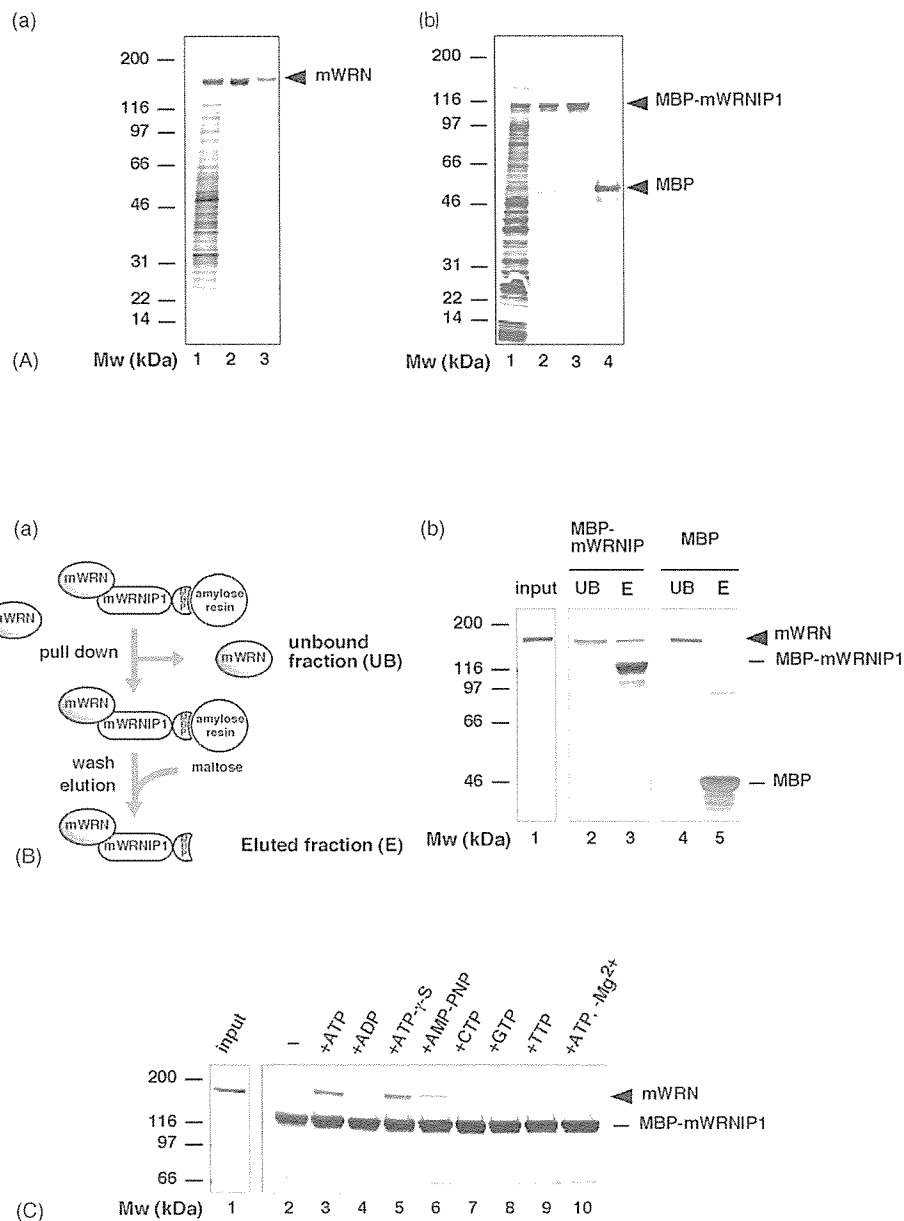 (a)
200
116
97
66
46
31
22
14
mWRN
(A)
Mw (kDa) 1 2 3
(b)
200
116
97
66
46
31
22
14
MBP-mWRNIP1
MBP
Mw (kDa) 1 2 3 4
(a)
mWRN
mWRNIP1
amylose
resin
pull down
mWRN
unbound
fraction (UB)
mWRN
mWRNIP1
amylose
resin
wash
elution
maltose
mWRN
mWRNIP1
Eluted fraction (E)
(B)
(b)
MBP-
mWRNIP
MBP
input UB E UB E
200
116
97
66
46
mWRN
MBP-mWRNIP1
MBP
Mw (kDa) 1 2 3 4 5
input – +ATP +ADP +ATP-γ-S +AMP-PNP +CTP +GTP +TTP +ATP, -Mg2+
200
116
97
66
mWRN
MBP-mWRNIP1
(C)
Mw (kDa) 1 2 3 4 5 6 7 8 9 10